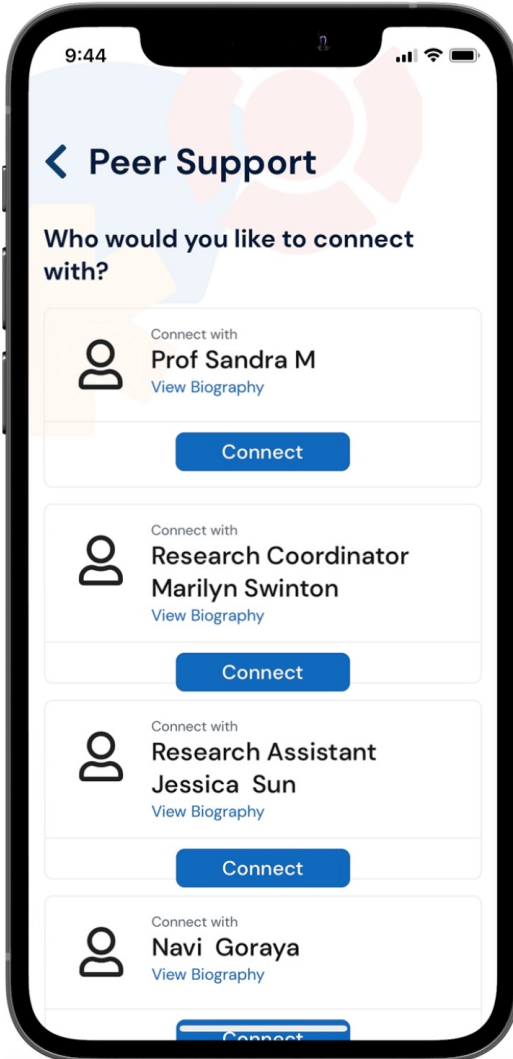 9:44
Peer Support
Who would you like to connect
with?
Connect with
Prof Sandra M
View Biography
Connect
Connect with
Research Coordinator
Marilyn Swinton
View Biography
Connect
Connect with
Research Assistant
Jessica Sun
View Biography
Connect
Connect with
Navi Goraya
View Biography
Connect